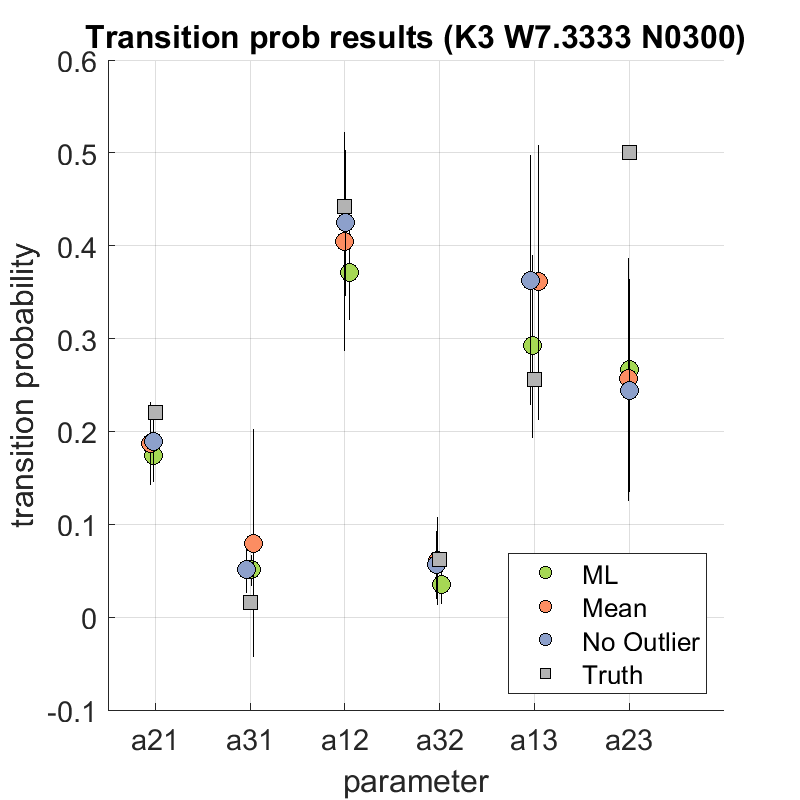 Transition prob results (K3 W7.3333 N0300)
0.6
0.5
0.4
0.3
0.2
0.1
0
-0.1
transition probability
ML
Mean
No Outlier
Truth
a21 a31 a12 a32 a13 a23
parameter